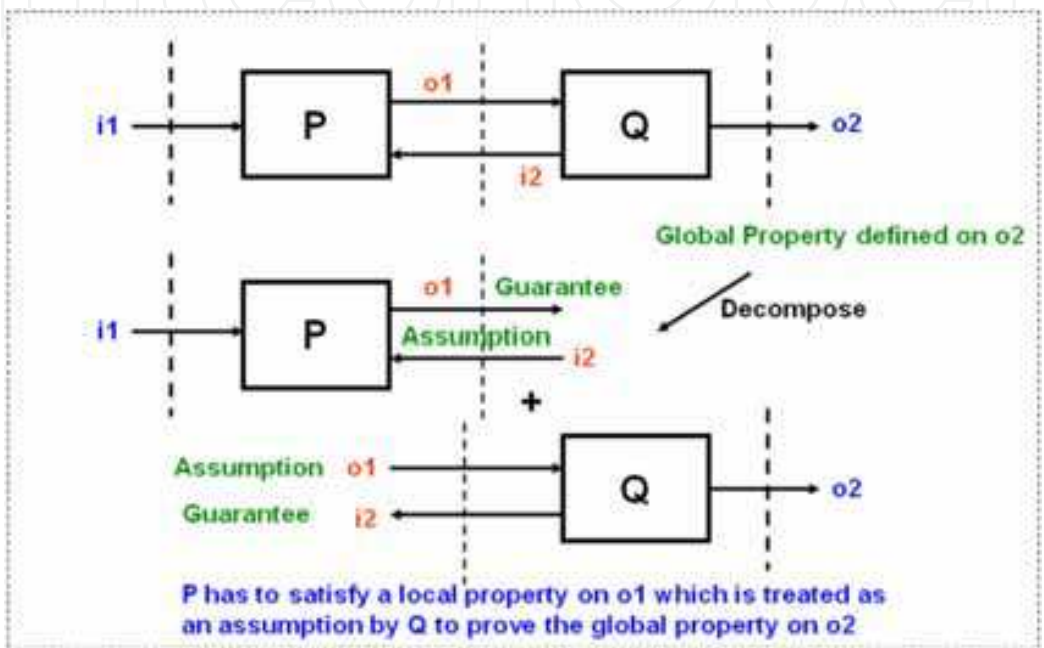 o1
i1
P
Q
o2
i2
Global Property defined on o2
o1
Guarantee
Decompose
i1
P
Assumption
i2
+
Assumption o1
Q
o2
Guarantee i2
P has to satisfy a local property on o1 which is treated as
an assumption by Q to prove the global property on o2